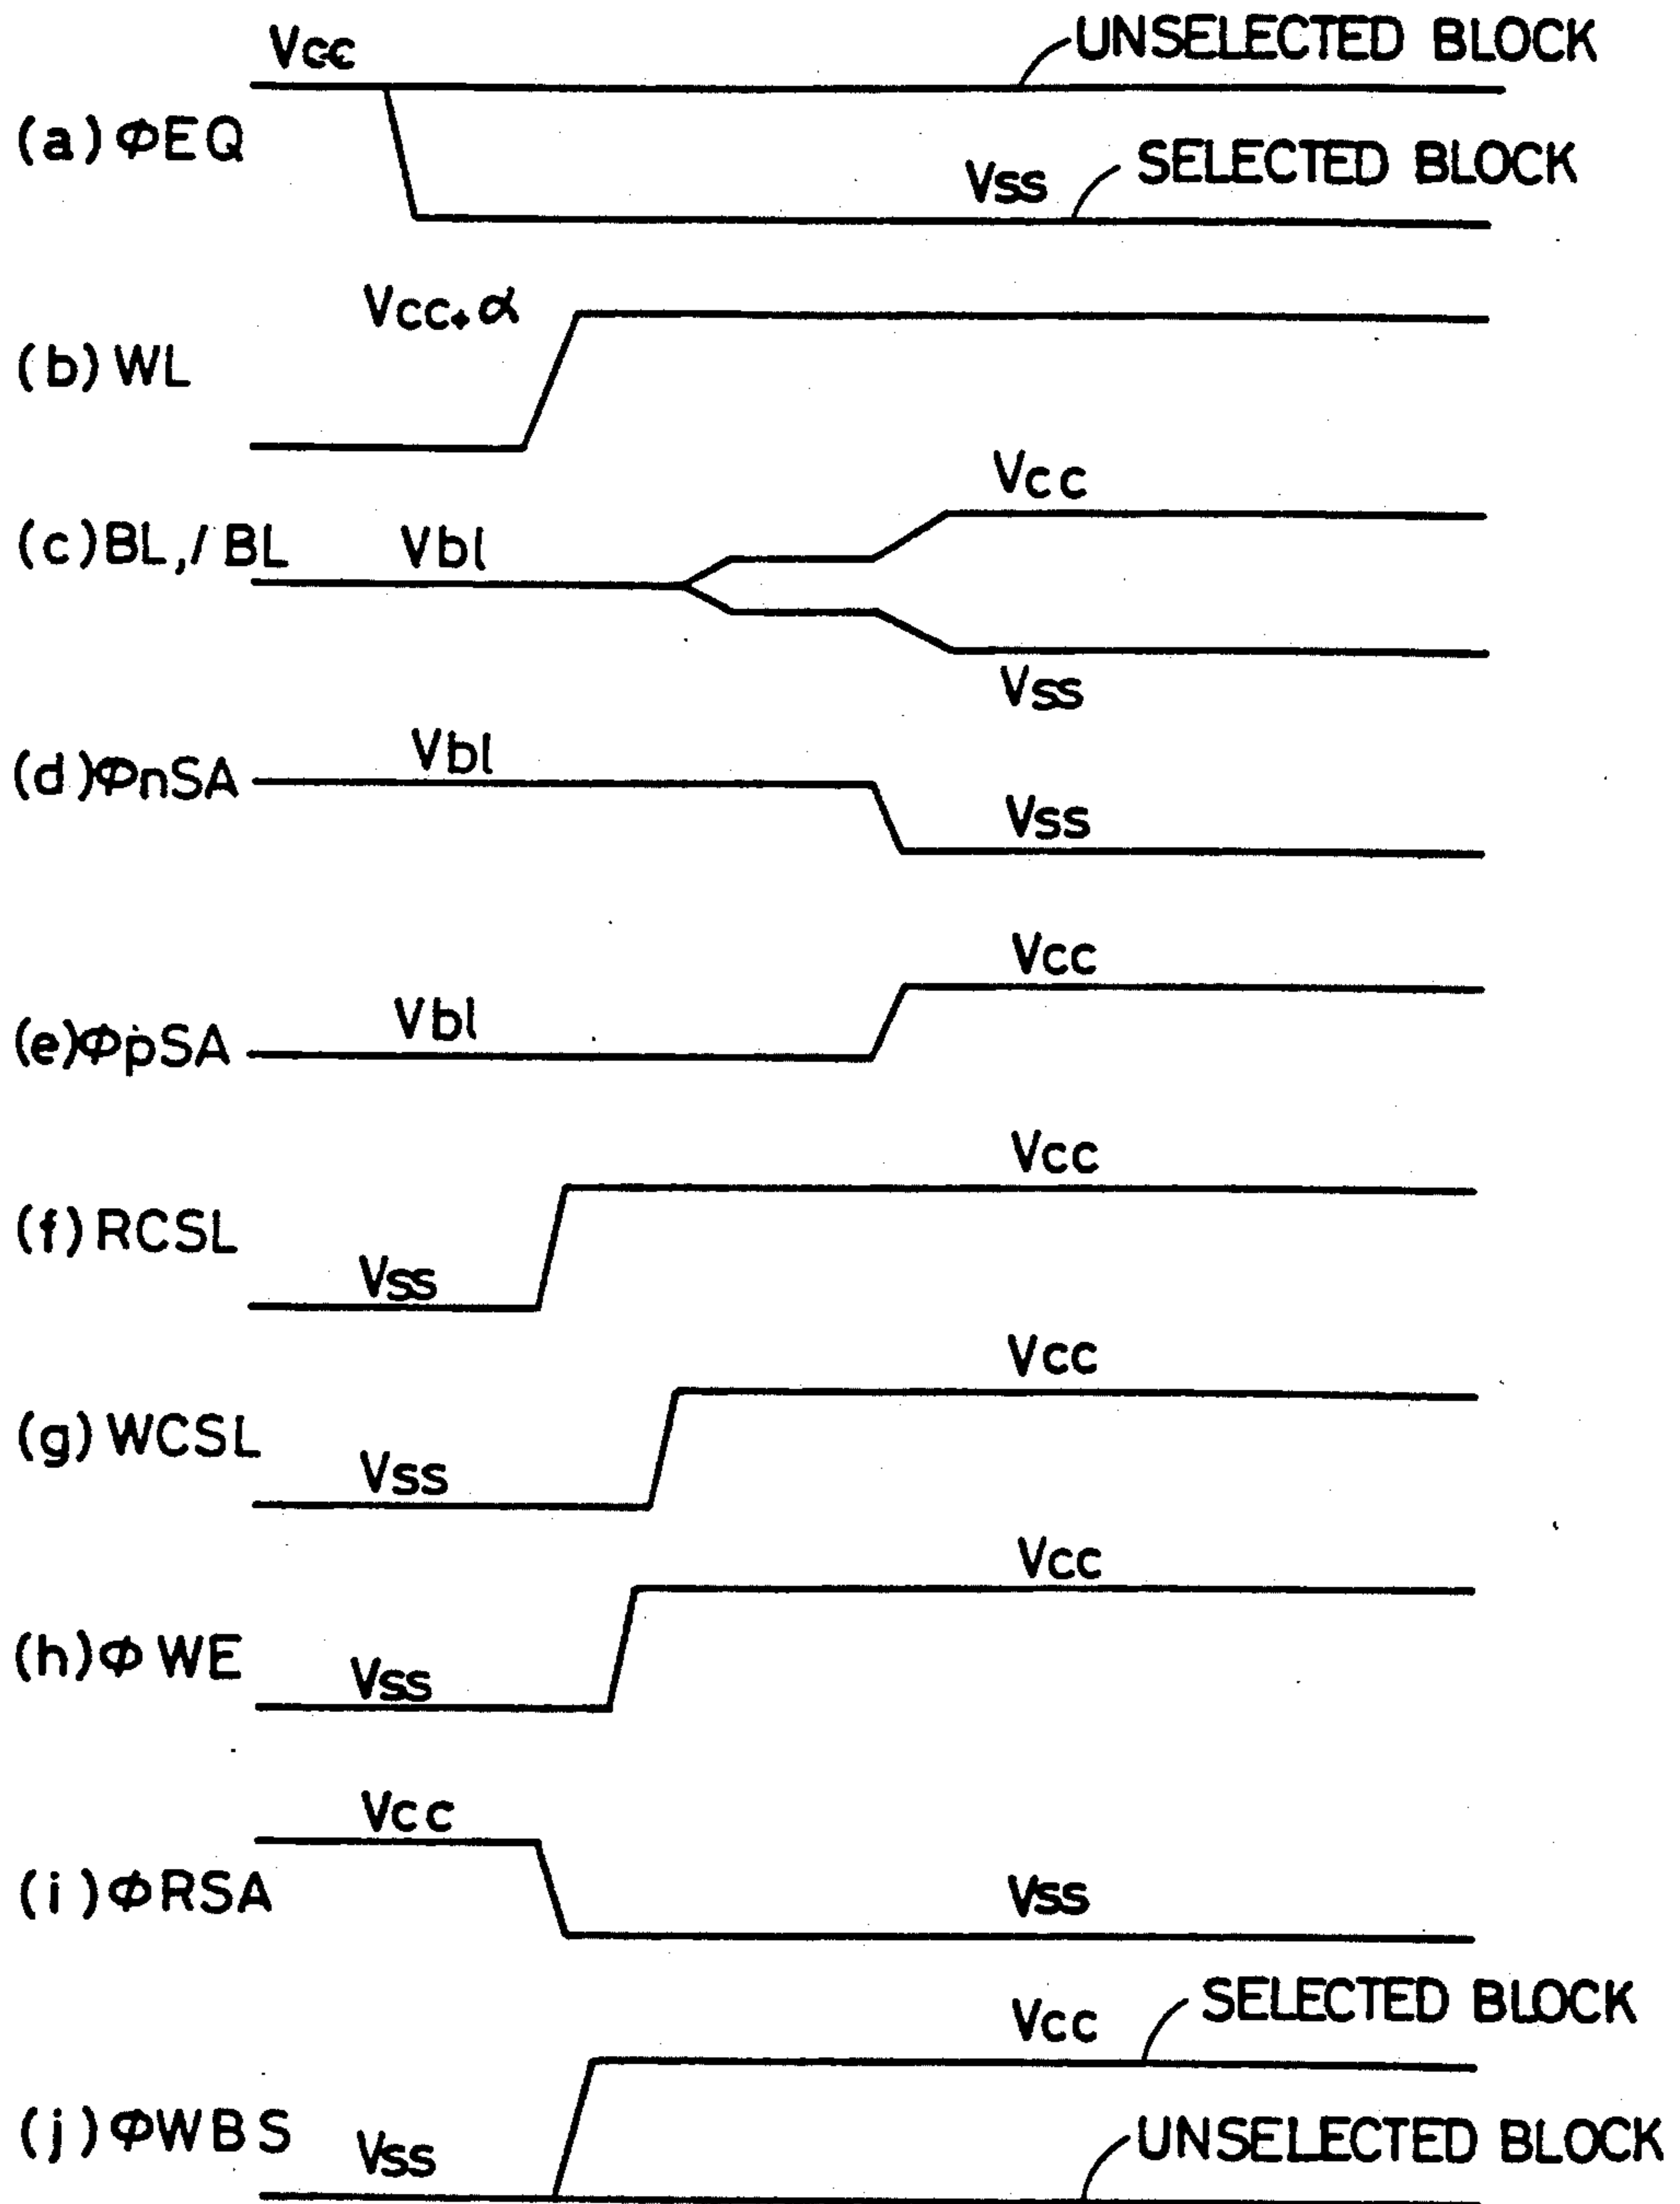 Vcc
UNSELECTED BLOCK
(a) ΦEQ
Vss
SELECTED BLOCK
Vcc+α
(b) WL
Vcc
(c) BL, /BL
Vbl
Vss
Vbl
(d) ΦnSA
Vss
Vcc
Vbl
(e) ΦpSA
Vcc
(f) RCSL
Vss
Vcc
(g) WCSL
Vss
Vcc
(h) Φ WE
Vss
Vcc
(i) ΦRSA
Vss
SELECTED BLOCK
Vcc
(j) ΦWBS
Vss
UNSELECTED BLOCK